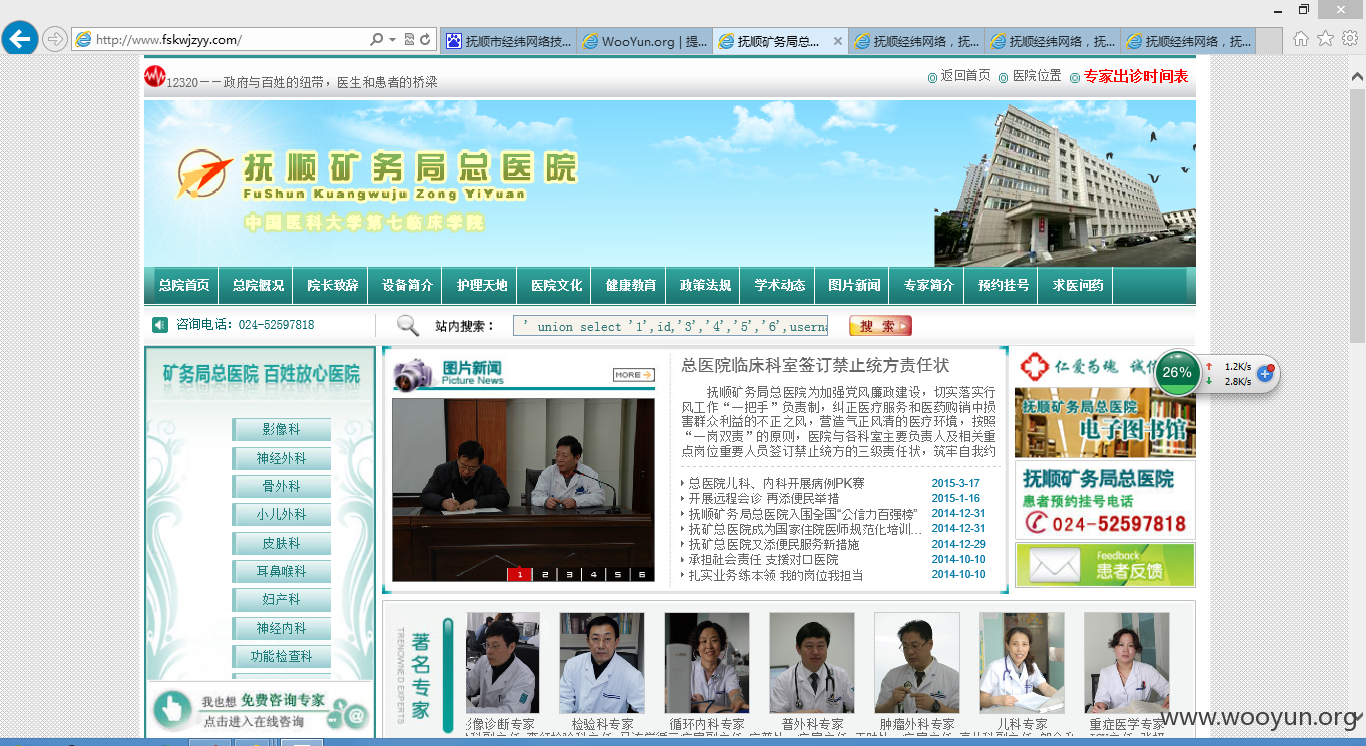 http://www.fskwjzyy.com/
抚顺市经纬网络技...
WooYun.org | 提...
抚顺矿务局总...
抚顺经纬网络，抚...
抚顺经纬网络，抚...
抚顺经纬网络，抚...
12320－－政府与百姓的纽带，医生和患者的桥梁
返回首页
医院位置
专家出诊时间表
抚顺矿务局总医院
FuShun Kuangwuju Zong YiYuan
中国医科大学第七临床学院
总院首页
总院概况
院长致辞
设备简介
护理天地
医院文化
健康教育
政策法规
学术动态
图片新闻
专家简介
预约挂号
求医问药
咨询电话：024-52597818
站内搜索：
' union select '1',id,'3','4','5','6',userna
搜 索
矿务局总医院 百姓放心医院
影像科
神经外科
骨外科
小儿外科
皮肤科
耳鼻喉科
妇产科
神经内科
功能检查科
我也想 免费咨询专家
点击进入在线咨询
图片新闻
Picture News
MORE
1 2 3 4 5 6
总医院临床科室签订禁止统方责任状
抚顺矿务局总医院为加强党风廉政建设，切实落实行
风工作“一把手”负责制，纠正医疗服务和医药购销中损
害群众利益的不正之风，营造气正风清的医疗环境，按照
“一岗双责”的原则，医院与各科室主要负责人及相关重
点岗位重要人员签订禁止统方的三级责任状，筑牢自我约
总医院儿科、内科开展病例PK赛 2015-3-17
开展远程会诊 再添便民举措 2015-1-16
抚顺矿务局总医院入围全国“公信力百强榜” 2014-12-31
抚矿总医院成为国家住院医师规范化培训... 2014-12-31
抚矿总医院又添便民服务新措施 2014-12-29
承担社会责任 支援对口医院 2014-10-10
扎实业务练本领 我的岗位我担当 2014-10-10
仁爱为魂 诚
26%
1.2K/s
2.8K/s
抚顺矿务局总医院
电子图书馆
抚顺矿务局总医院
患者预约挂号电话
024-52597818
Feedback
患者反馈
著名专家
TRENOWNED EXPERTS
影像诊断专家
检验科专家
循环内科专家
普外科专家
肿瘤外科专家
儿科专家
重症医学专家
www.wooyun.org